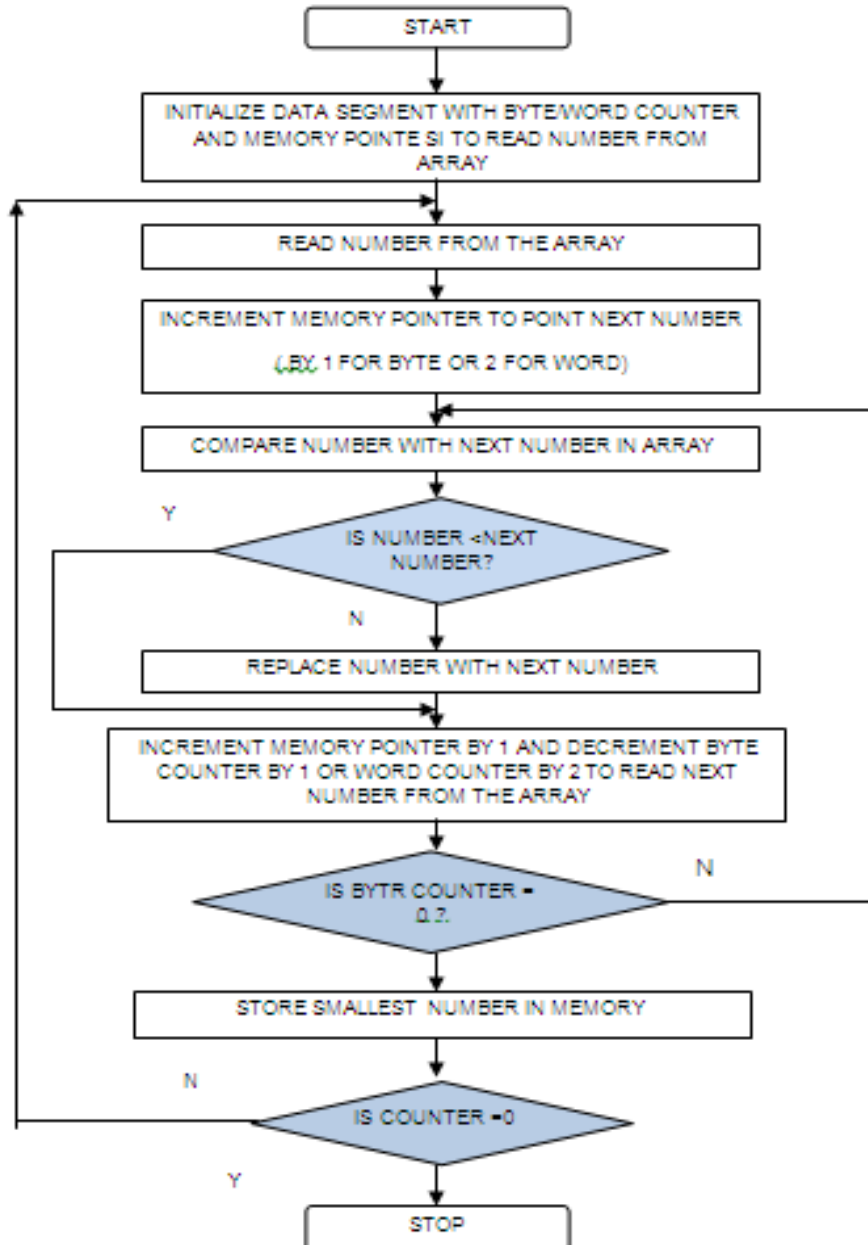 START
INITIALIZE DATA SEGMENT WITH BYTE/WORD COUNTER
AND MEMORY POINTE SI TO READ NUMBER FROM
ARRAY
READ NUMBER FROM THE ARRAY
INCREMENT MEMORY POINTER TO POINT NEXT NUMBER
( BY 1 FOR BYTE OR 2 FOR WORD)
COMPARE NUMBER WITH NEXT NUMBER IN ARRAY
Y
IS NUMBER <NEXT
NUMBER?
N
REPLACE NUMBER WITH NEXT NUMBER
INCREMENT MEMORY POINTER BY 1 AND DECREMENT BYTE
COUNTER BY 1 OR WORD COUNTER BY 2 TO READ NEXT
NUMBER FROM THE ARRAY
N
IS BYTR COUNTER =
0 ?
STORE SMALLEST NUMBER IN MEMORY
N
IS COUNTER =0
Y
STOP